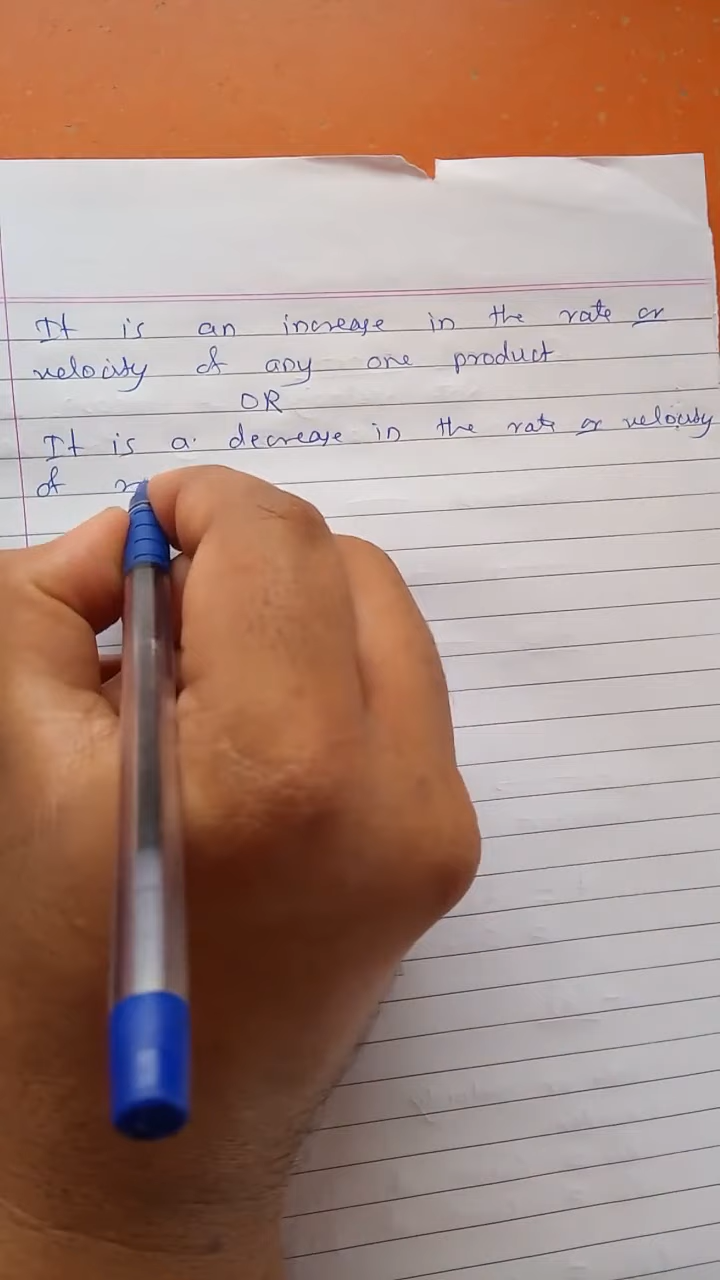 It is an increase in the rate or
velocity of any one product
OR
It is a decrease in the rate or velocity
of